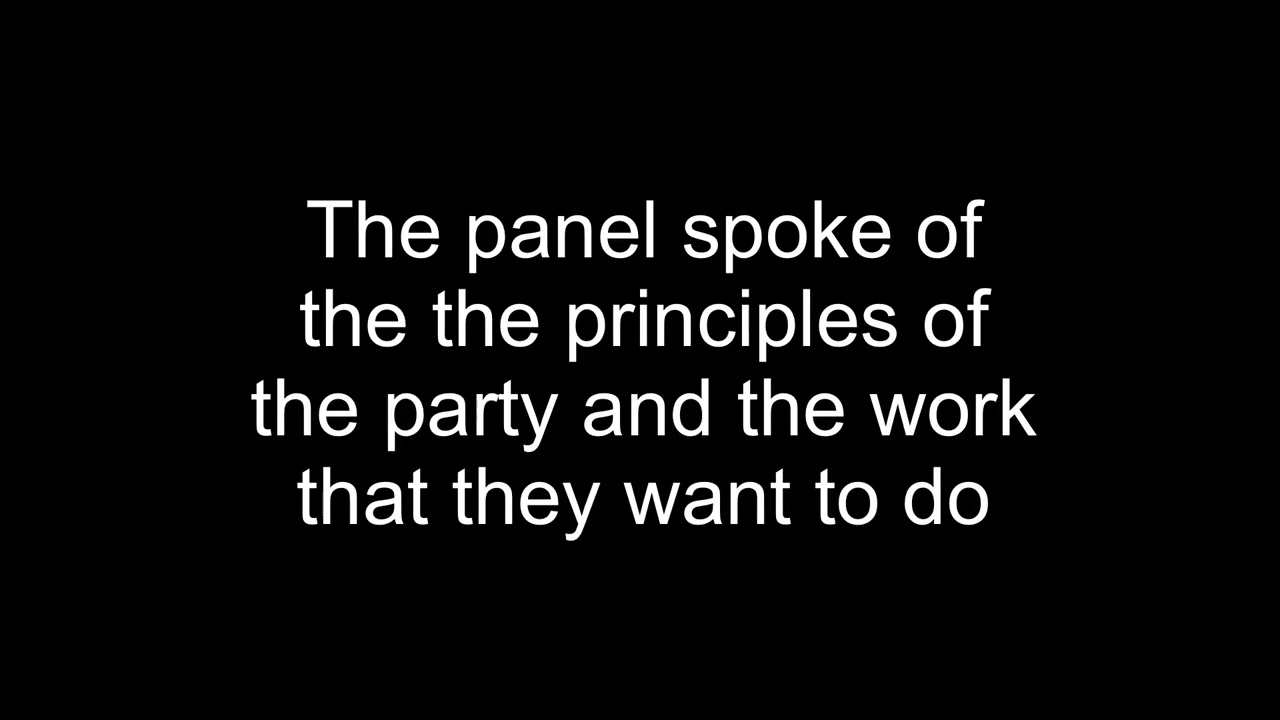 The panel spoke of
the the principles of
the party and the work
that they want to do